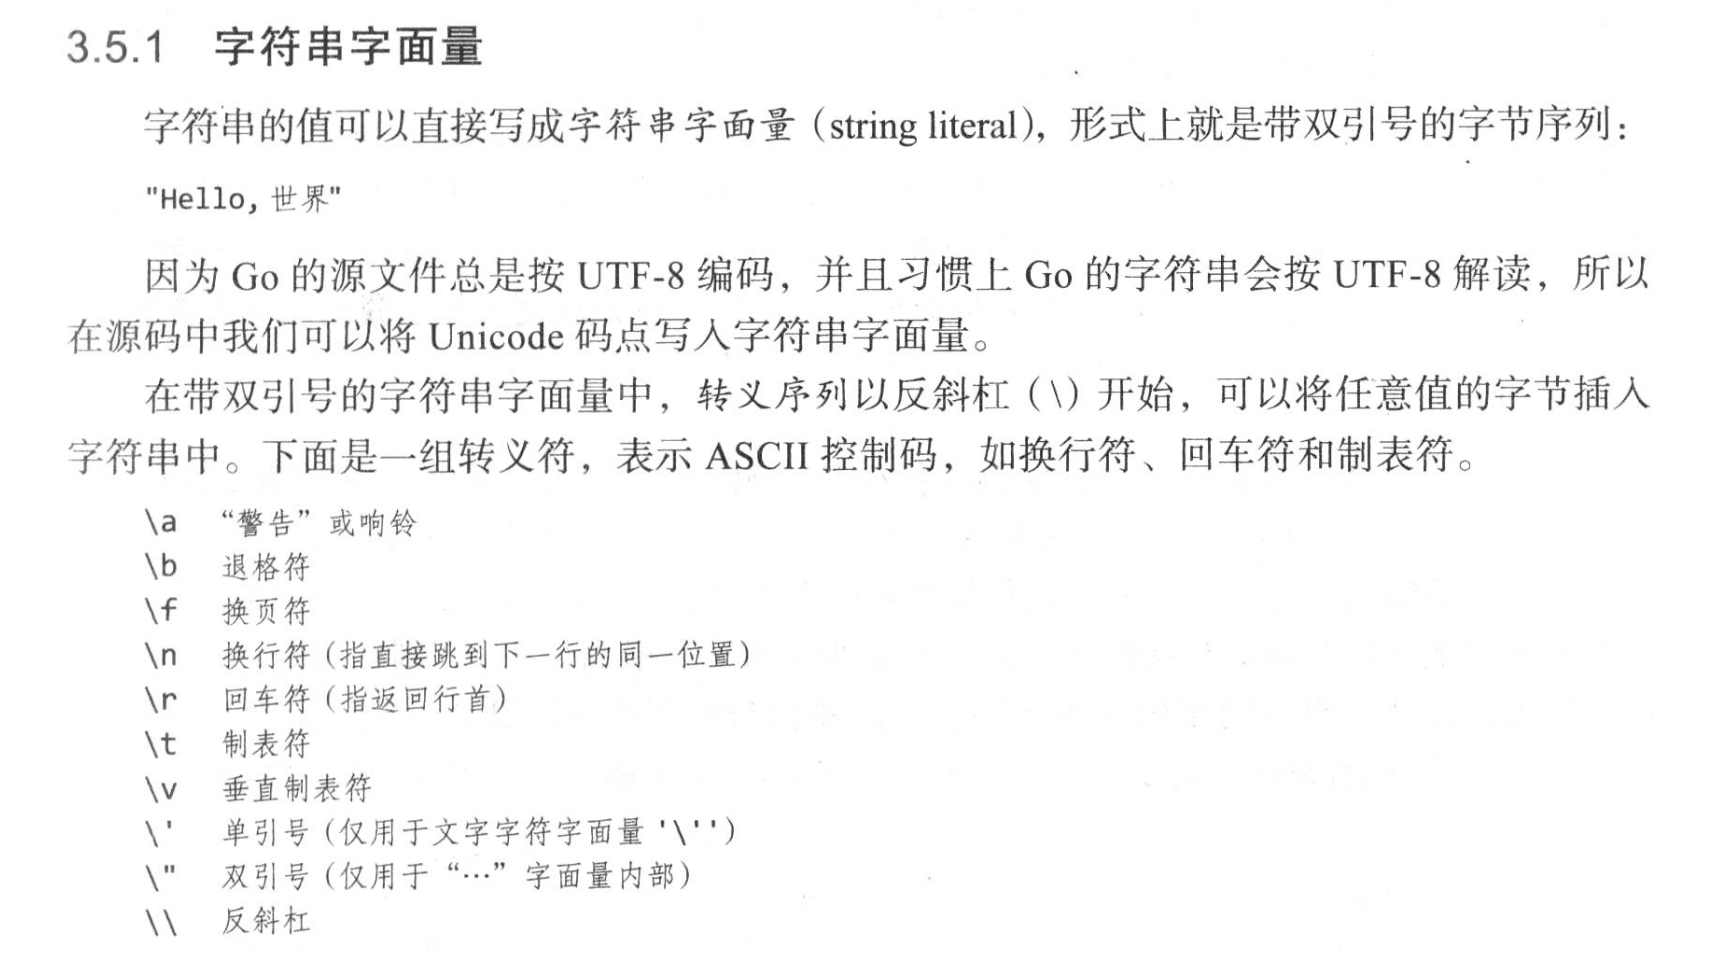 3.5.1 字符串字面量
字符串的值可以直接写成字符串字面量（string literal），形式上就是带双引号的字节序列：
"Hello, 世界"
因为 Go 的源文件总是按 UTF-8 编码，并且习惯上 Go 的字符串会按 UTF-8 解读，所以
在源码中我们可以将 Unicode 码点写入字符串字面量。
在带双引号的字符串字面量中，转义序列以反斜杠（\）开始，可以将任意值的字节插入
字符串中。下面是一组转义符，表示 ASCII 控制码，如换行符、回车符和制表符。
\a “警告”或响铃
\b 退格符
\f 换页符
\n 换行符（指直接跳到下一行的同一位置）
\r 回车符（指返回行首）
\t 制表符
\v 垂直制表符
\' 单引号（仅用于文字字符字面量 '\''）
\" 双引号（仅用于“…”字面量内部）
\\ 反斜杠